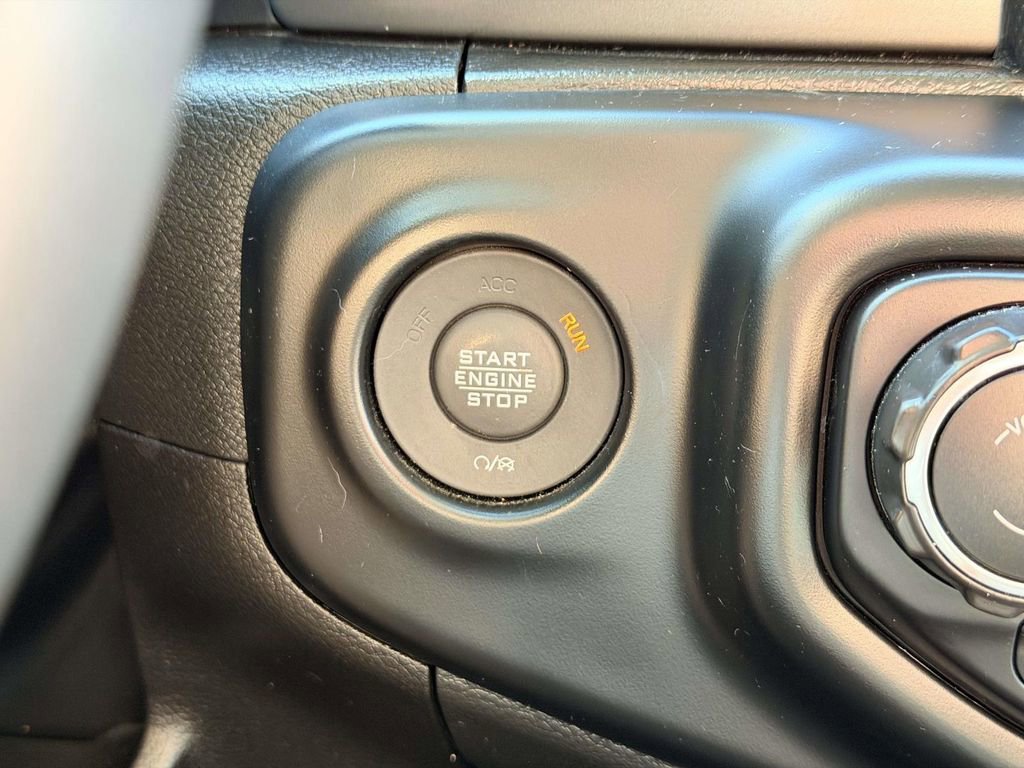 OFF
ACC
RUN
START
ENGINE
STOP